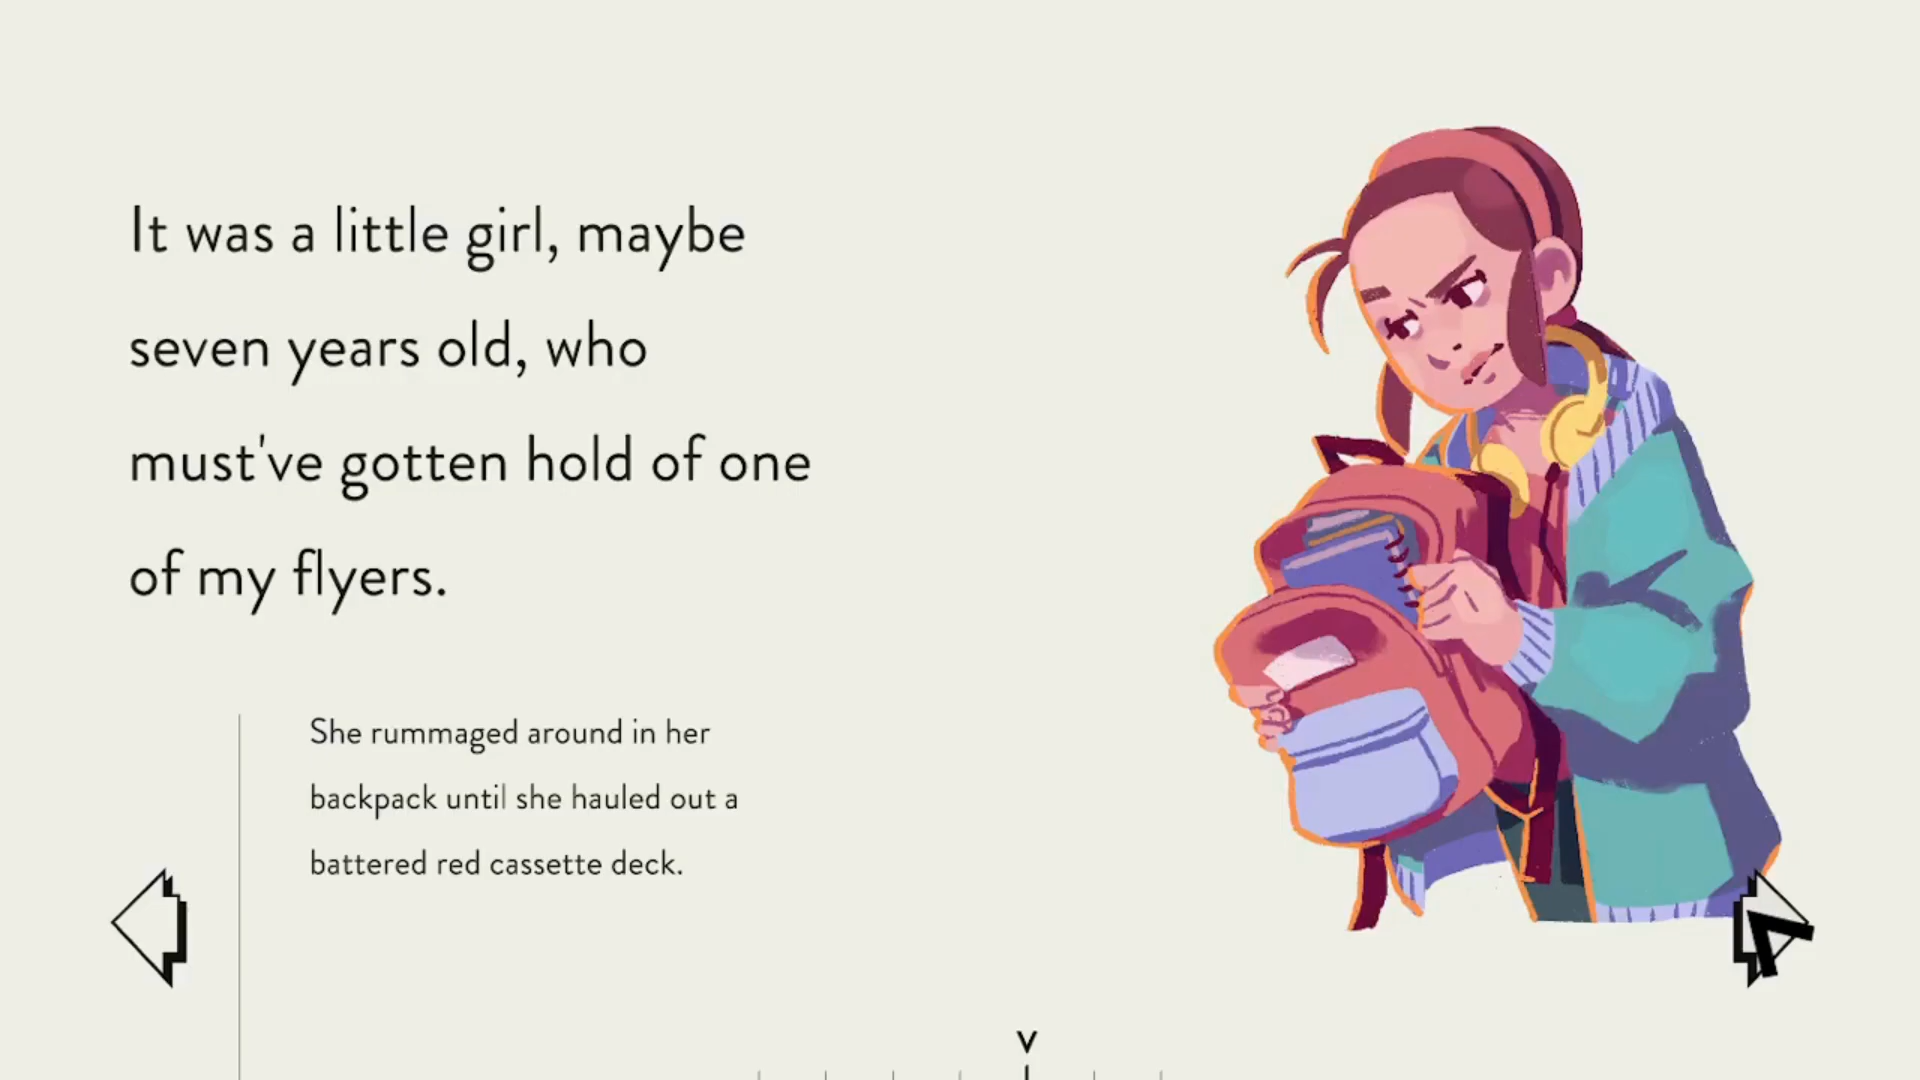 It was a little girl, maybe
seven years old, who
must've gotten hold of one
of my flyers.
She rummaged around in her
backpack until she hauled out a
battered red cassette deck.